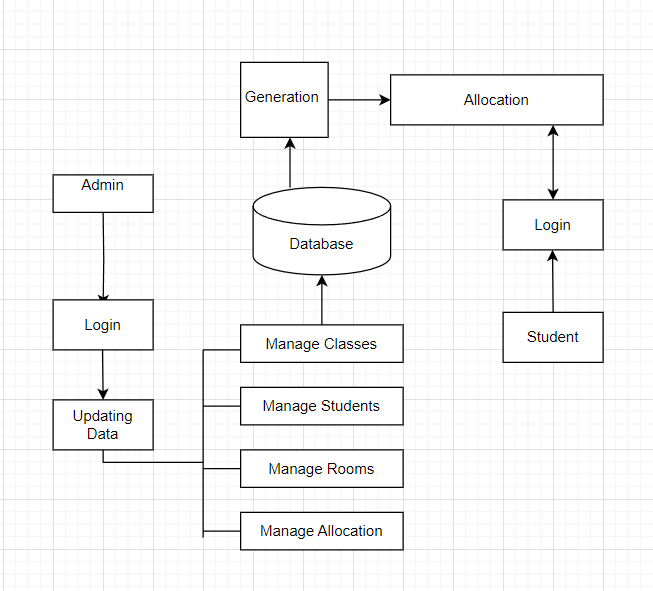 Generation
Allocation
Admin
Login
Database
Login
Manage Classes
Student
Updating
Data
Manage Students
Manage Rooms
Manage Allocation